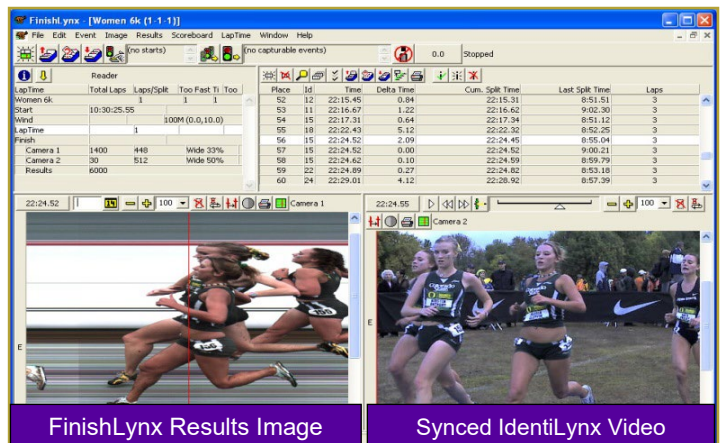 FinishLynx - [Women 6k (1-1-1)]
File Edit Event Image Results Scoreboard LapTime Window Help
(no starts) (no capturable events) 0.0 Stopped
Reader
LapTime Total Laps Laps/Split Too Fast Ti Too
Women 6k 1 1 1
Start 10:30:25.55
Wind 100M (0.0,10.0)
LapTime 1
Finish
Camera 1 1400 448 Wide 33%
Camera 2 30 512 Wide 50%
Results 6000
Place Id Time Delta Time Cum. Split Time Last Split Time Laps
52 12 22:15.45 0.84 22:15.31 8:51.51 3
53 11 22:16.67 1.22 22:16.62 9:02.30 3
54 15 22:17.31 0.64 22:17.34 8:51.12 3
55 18 22:22.43 5.12 22:22.32 8:52.25 3
56 15 22:24.52 2.09 22:24.45 8:55.04 3
57 15 22:24.52 0.00 22:24.52 9:00.21 3
58 15 22:24.62 0.10 22:24.59 8:59.79 3
59 22 22:24.89 0.27 22:24.82 8:53.18 3
60 24 22:29.01 4.12 22:28.92 8:57.39 3
22:24.52 100 Camera 1
22:24.55 100
Camera 2
E
E
Colorado
FinishLynx Results Image
Synced IdentiLynx Video